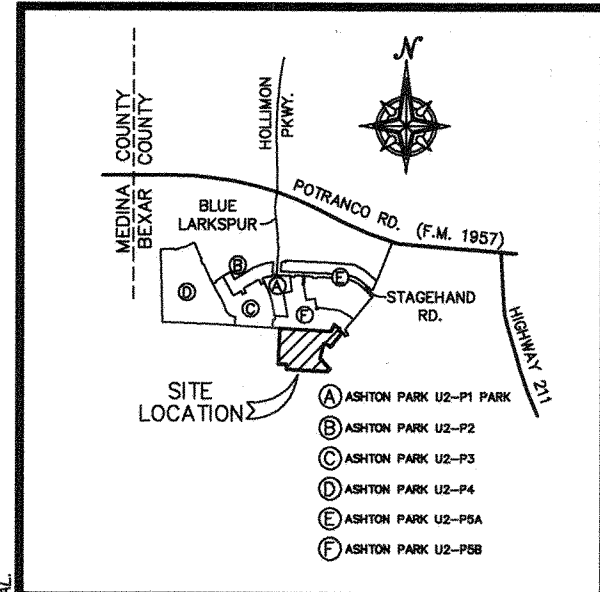 N
MEDINA COUNTY
BEXAR COUNTY
HOLLIMON
PKWY.
BLUE
LARKSPUR
POTRANCO RD. (F.M. 1957)
B
D
A
E
C
F
STAGEHAND
RD.
HIGHWAY 211
SITE
LOCATION
A ASHTON PARK U2-P1 PARK
B ASHTON PARK U2-P2
C ASHTON PARK U2-P3
D ASHTON PARK U2-P4
E ASHTON PARK U2-P5A
F ASHTON PARK U2-P5B
AL.